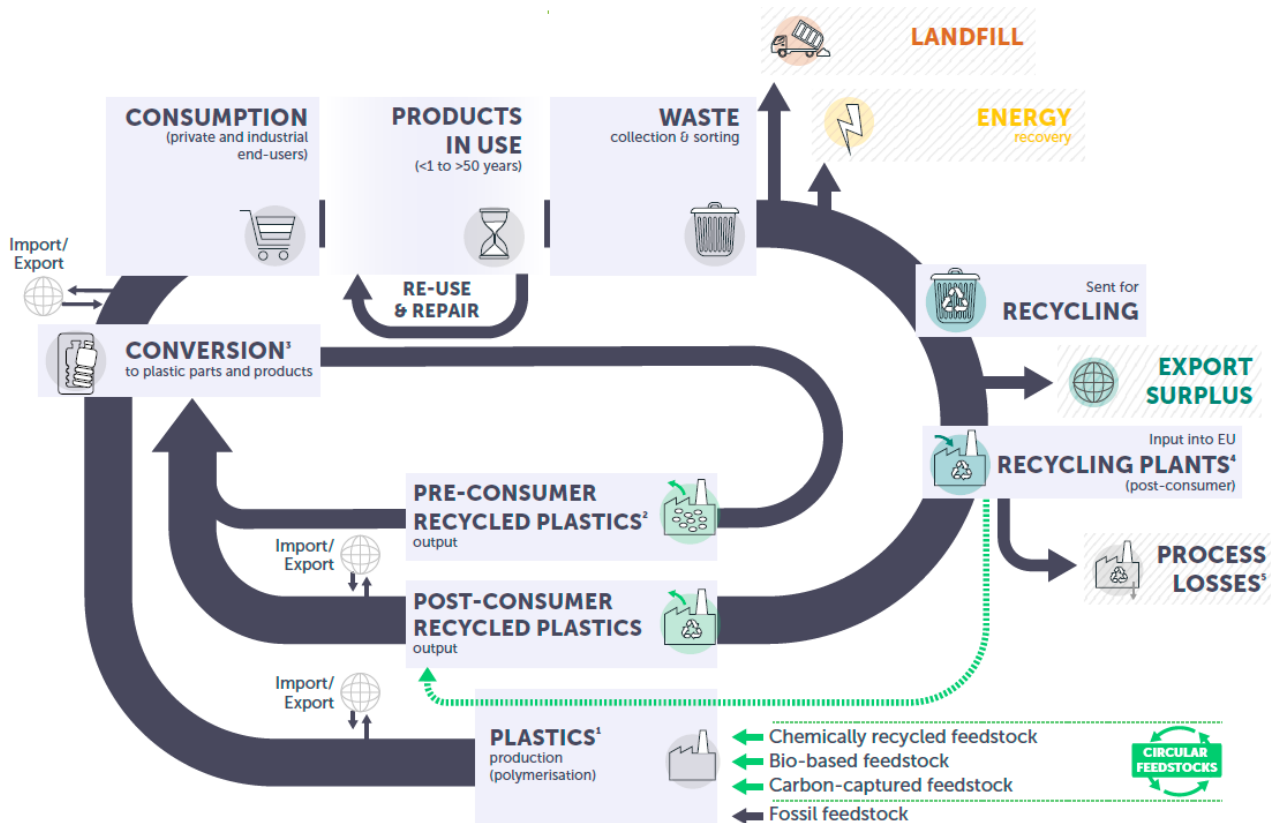 LANDFILL
ENERGY
recovery
CONSUMPTION
(private and industrial
end-users)
PRODUCTS
IN USE
(<1 to >50 years)
WASTE
collection & sorting
Import/
Export
RE-USE
& REPAIR
Sent for
RECYCLING
CONVERSION³
to plastic parts and products
EXPORT
SURPLUS
Input into EU
RECYCLING PLANTS⁴
(post-consumer)
PRE-CONSUMER
RECYCLED PLASTICS²
output
Import/
Export
PROCESS
LOSSES⁵
POST-CONSUMER
RECYCLED PLASTICS
output
Import/
Export
PLASTICS¹
production
(polymerisation)
Chemically recycled feedstock
Bio-based feedstock
Carbon-captured feedstock
CIRCULAR
FEEDSTOCKS
Fossil feedstock